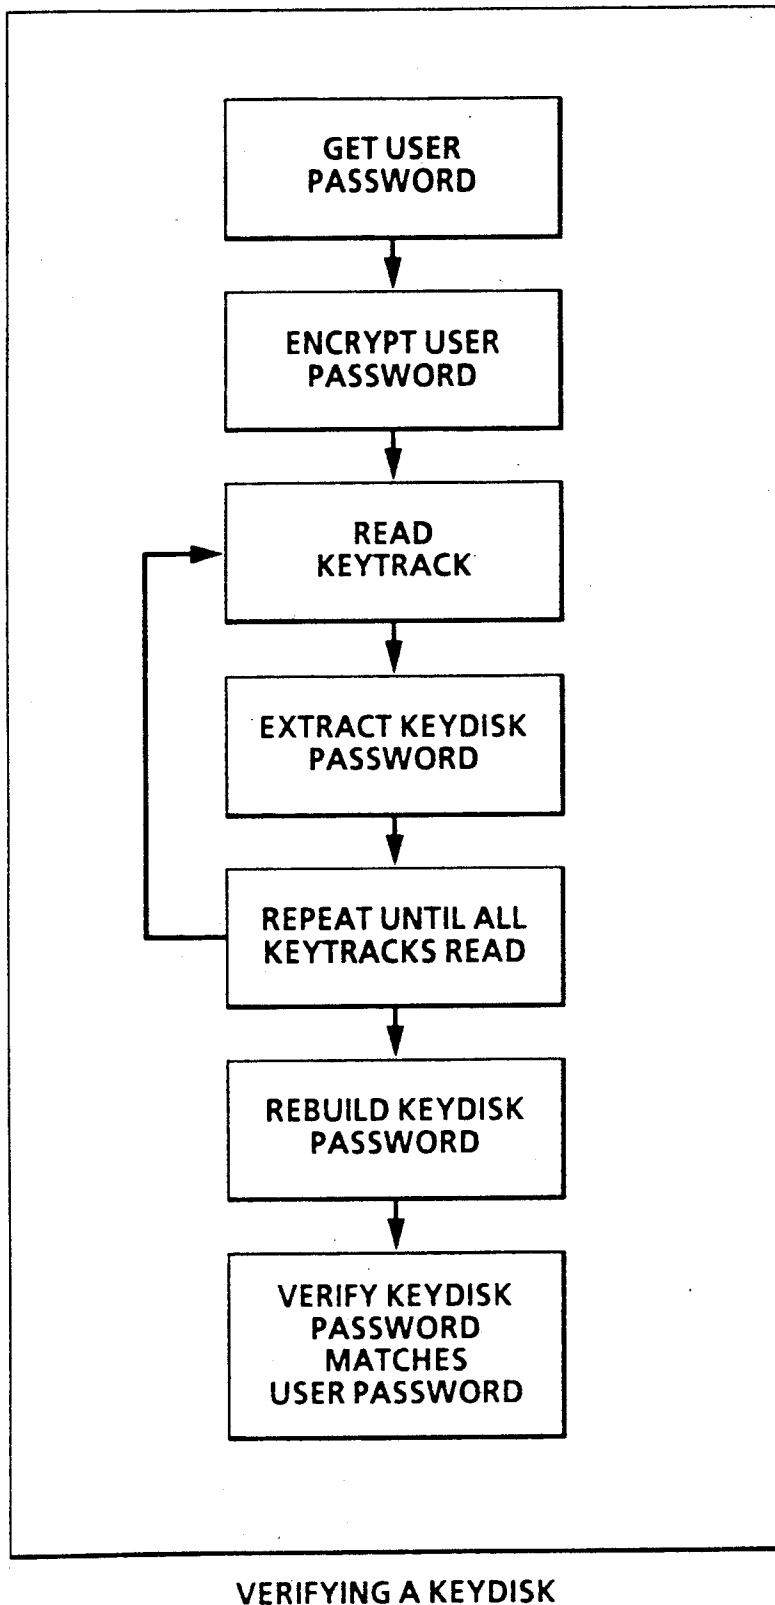 GET USER
PASSWORD
ENCRYPT USER
PASSWORD
READ
KEYTRACK
EXTRACT KEYDISK
PASSWORD
REPEAT UNTIL ALL
KEYTRACKS READ
REBUILD KEYDISK
PASSWORD
VERIFY KEYDISK
PASSWORD
MATCHES
USER PASSWORD
VERIFYING A KEYDISK